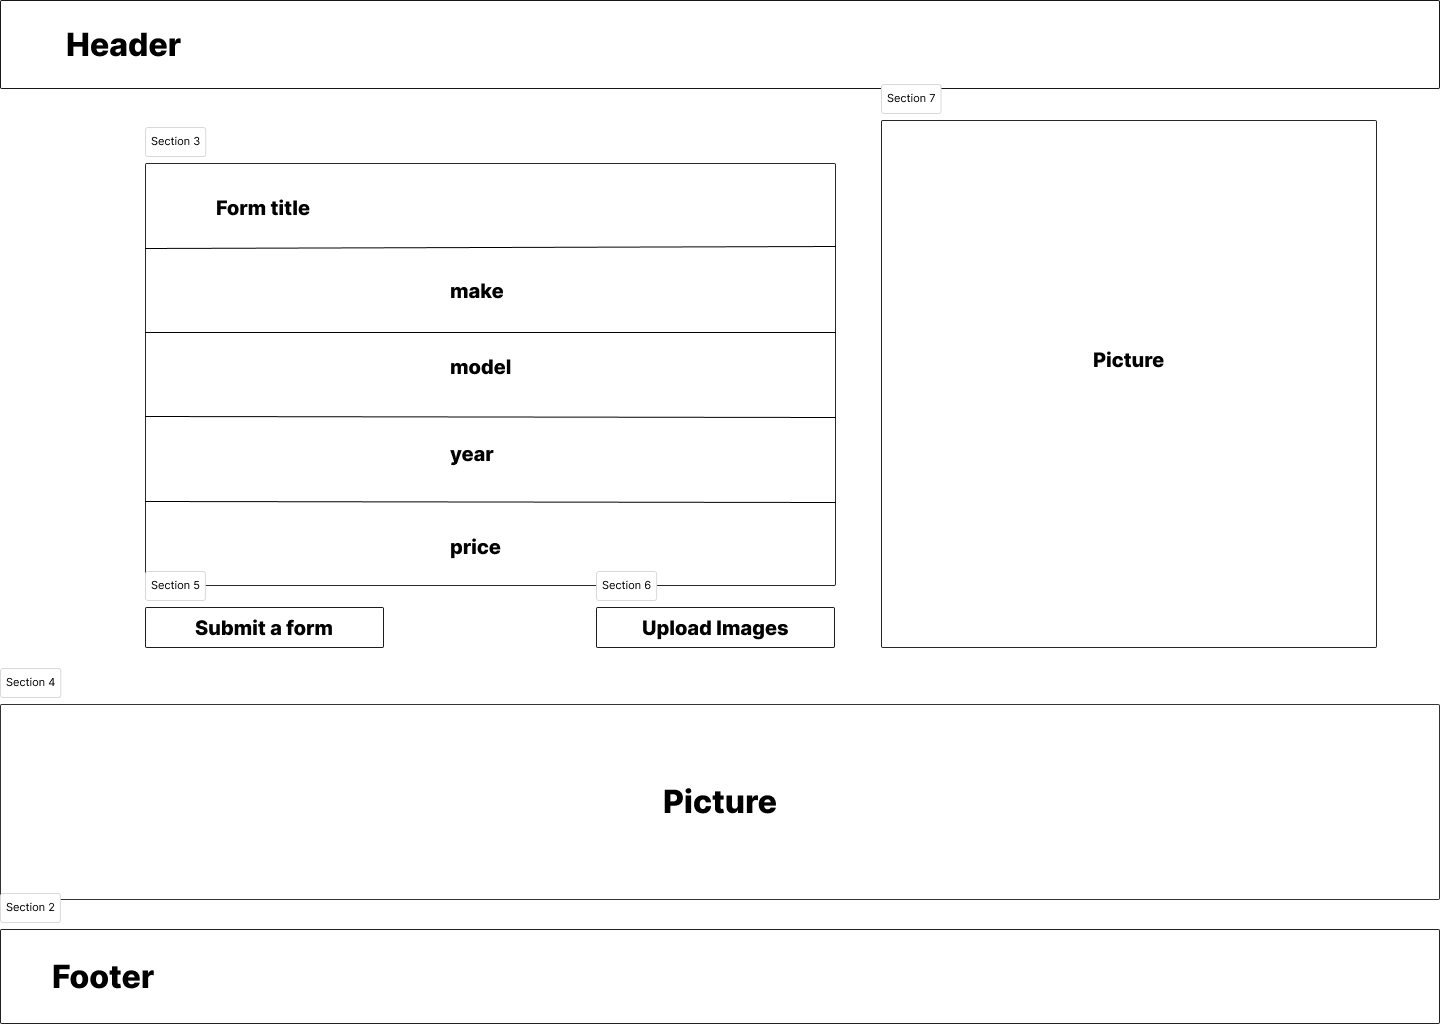 Header
Section 7
Section 3
Form title
make
model
Picture
year
price
Section 5
Section 6
Submit a form
Upload Images
Section 4
Picture
Section 2
Footer